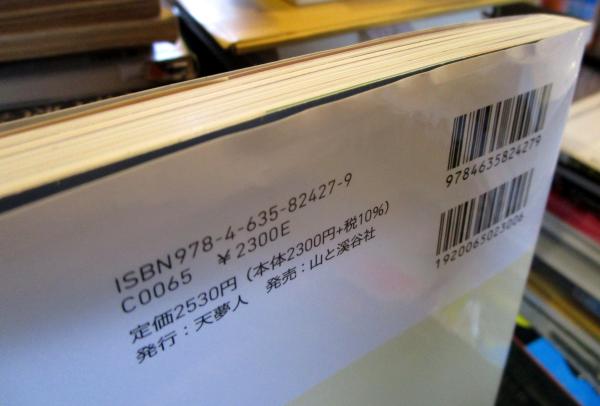 ISBN978-4-635-82427-9
C0065 ¥2300E
定価2530円（本体2300円+税10%）
発行：天夢人 発売：山と溪谷社
9784635824279
1920065023006